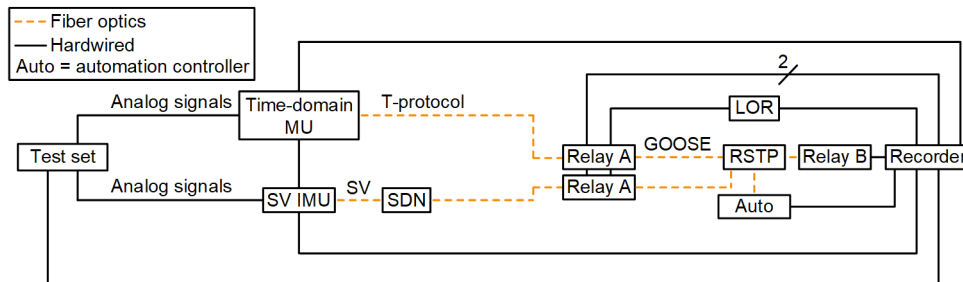 Fiber optics
Hardwired
Auto = automation controller
2
Analog signals
Time-domain
MU
T-protocol
LOR
Test set
Relay A
GOOSE
RSTP
Relay B
Recorder
Analog signals
SV IMU
SV
SDN
Relay A
Auto